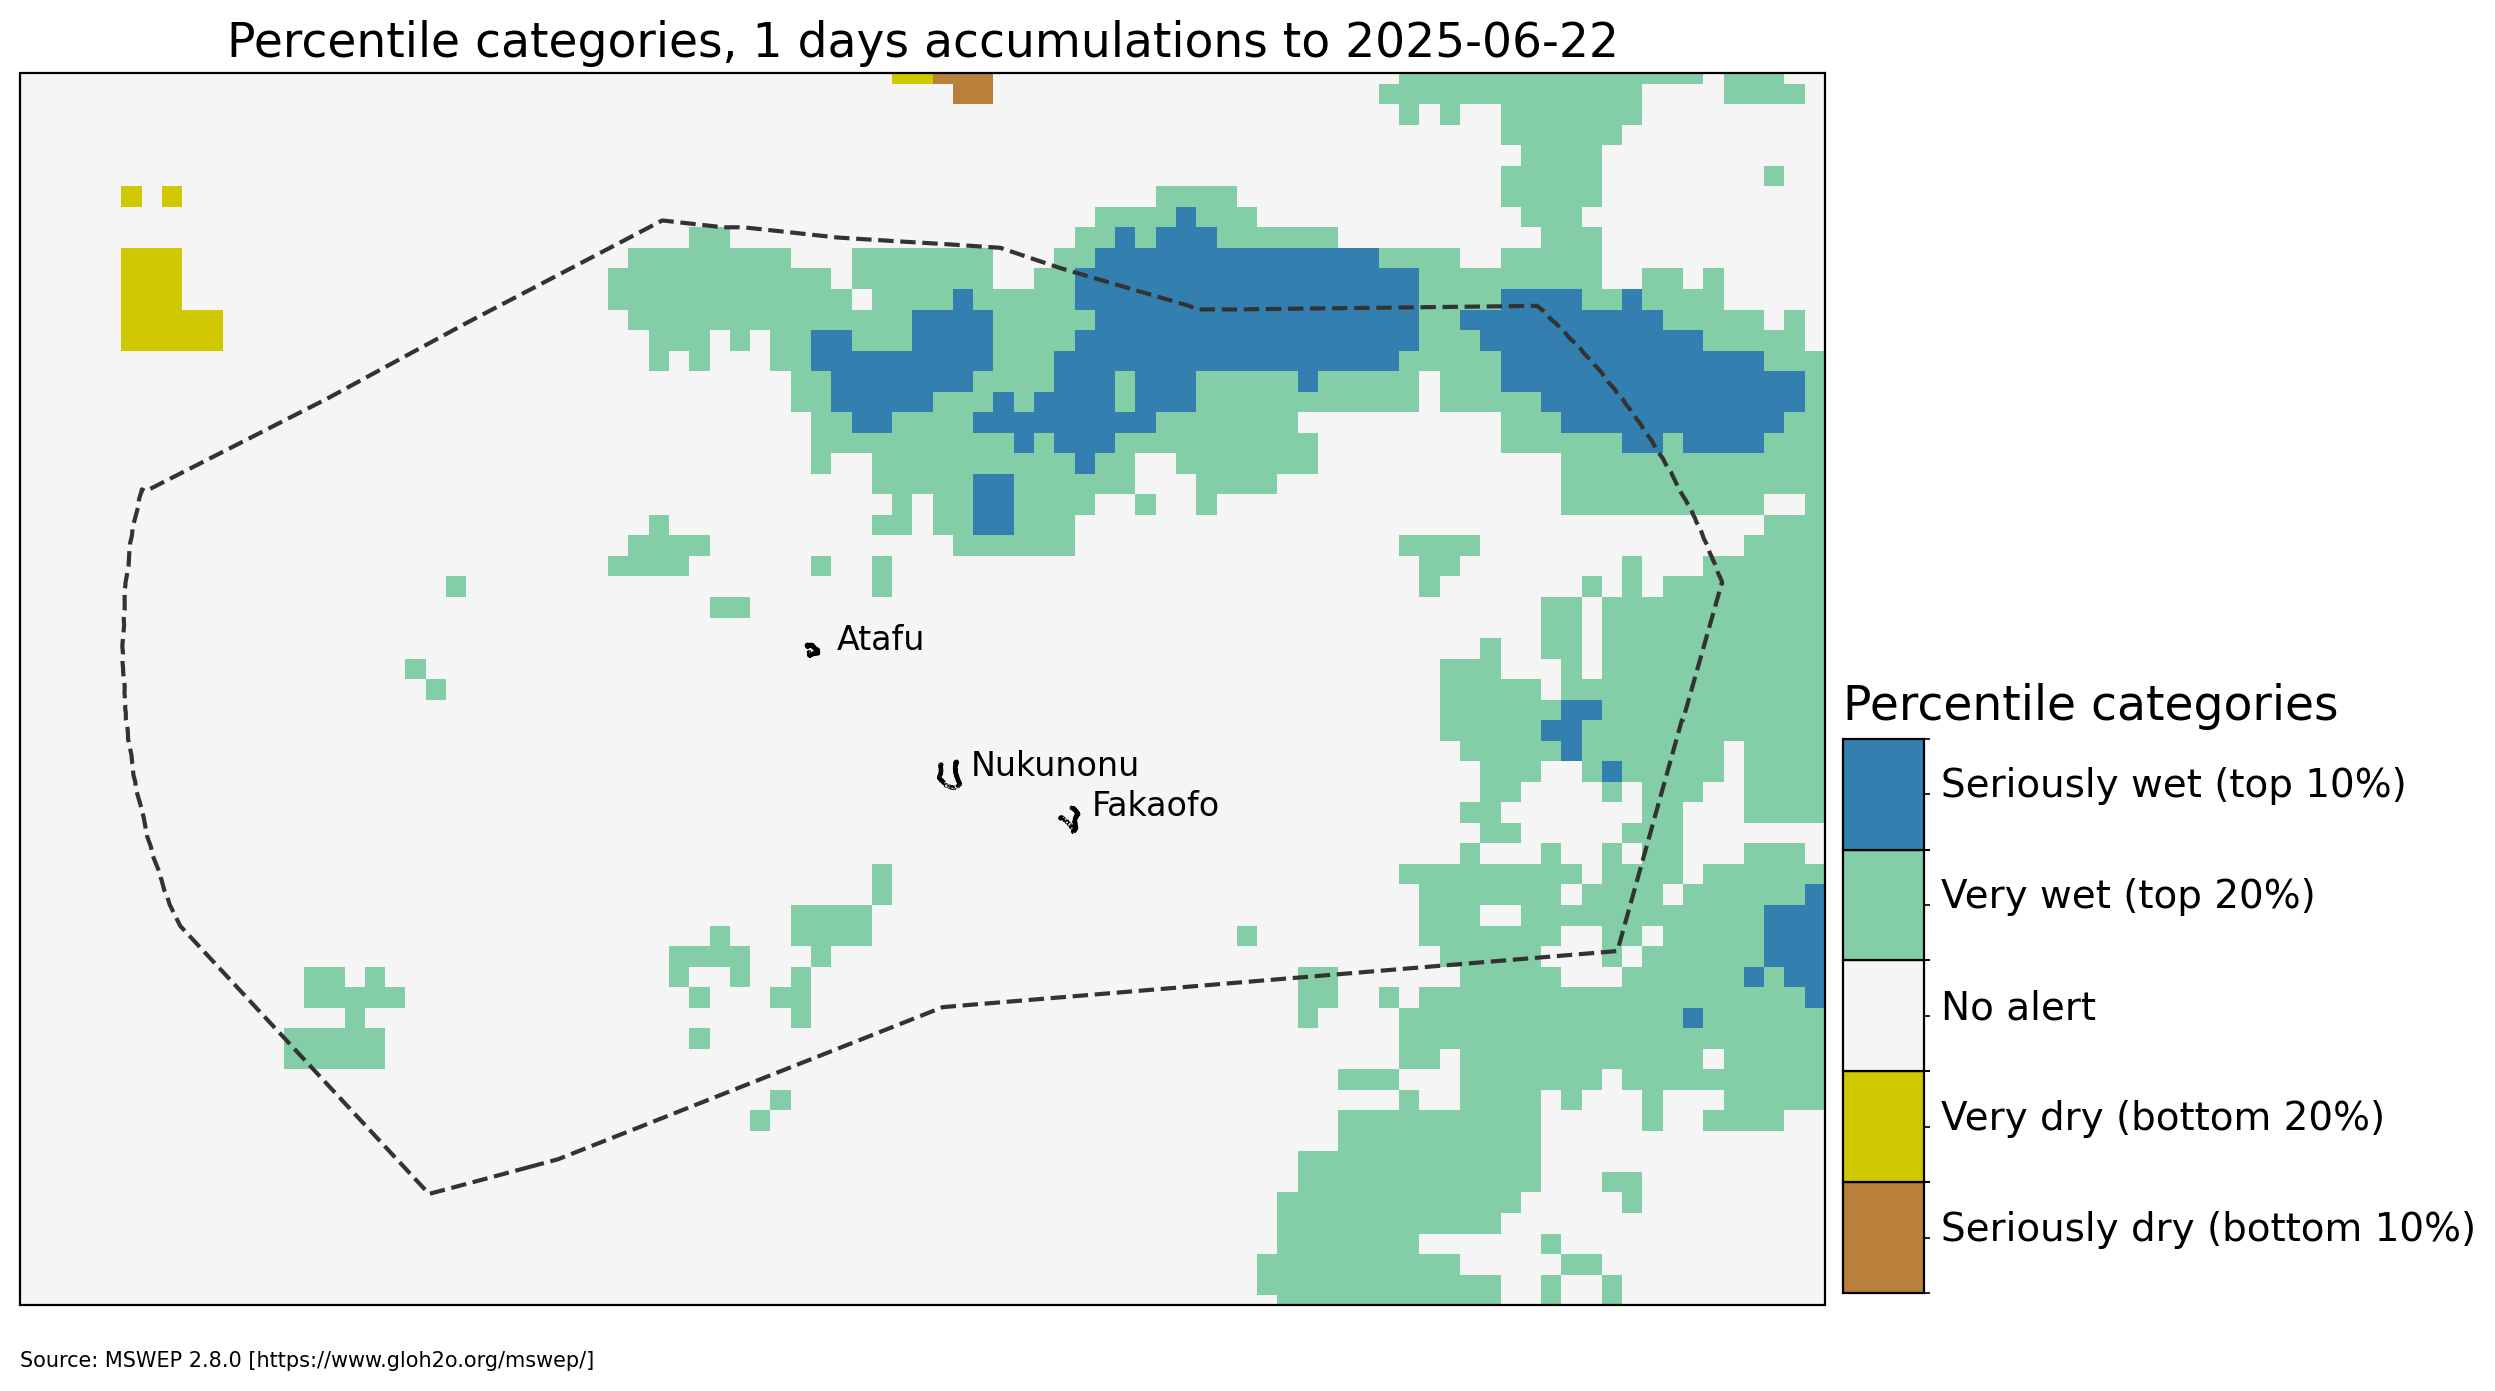 Percentile categories, 1 days accumulations to 2025-06-22
Atafu
Nukunonu
Fakaofo
Percentile categories
Seriously wet (top 10%)
Very wet (top 20%)
No alert
Very dry (bottom 20%)
Seriously dry (bottom 10%)
Source: MSWEP 2.8.0 [https://www.gloh2o.org/mswep/]